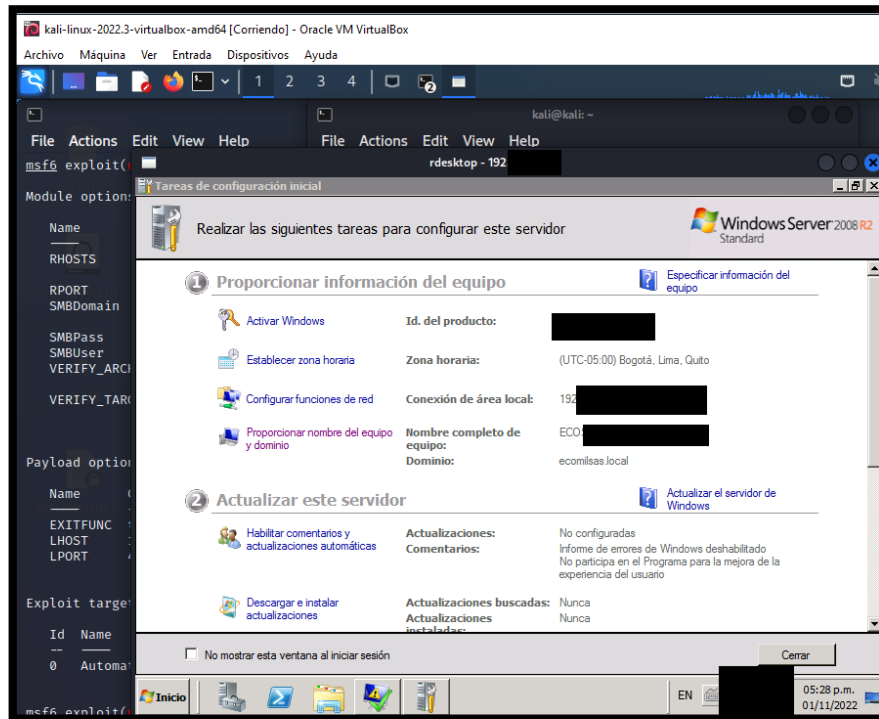 kali-linux-2022.3-virtualbox-amd64 [Corriendo] - Oracle VM VirtualBox
Archivo Máquina Ver Entrada Dispositivos Ayuda
1 2 3 4
kali@kali: ~
File Actions Edit View Help
File Actions Edit View Help
msf6 exploit(
rdesktop - 192
Tareas de configuración inicial
Module options
Realizar las siguientes tareas para configurar este servidor
Windows Server 2008 R2
Standard
Name
RHOSTS
RPORT
SMBDomain
SMBPass
SMBUser
VERIFY_ARCH
VERIFY_TARG
1 Proporcionar información del equipo
Especificar información del
equipo
Activar Windows
Id. del producto:
Establecer zona horaria
Zona horaria:
(UTC-05:00) Bogotá, Lima, Quito
Configurar funciones de red
Conexión de área local:
192
Proporcionar nombre del equipo
y dominio
Nombre completo de
equipo:
ECOS
Dominio:
ecomilsas.local
Payload option
Name
EXITFUNC
LHOST
LPORT
2 Actualizar este servidor
Actualizar el servidor de
Windows
Habilitar comentarios y
actualizaciones automáticas
Actualizaciones:
No configuradas
Comentarios:
Informe de errores de Windows deshabilitado
No participa en el Programa para la mejora de la
experiencia del usuario
Descargar e instalar
actualizaciones
Actualizaciones buscadas:
Nunca
Actualizaciones
instaladas:
Nunca
Exploit target
Id Name
0 Automat
No mostrar esta ventana al iniciar sesión
Cerrar
Inicio
EN
05:28 p.m.
01/11/2022
msf6 exploit(